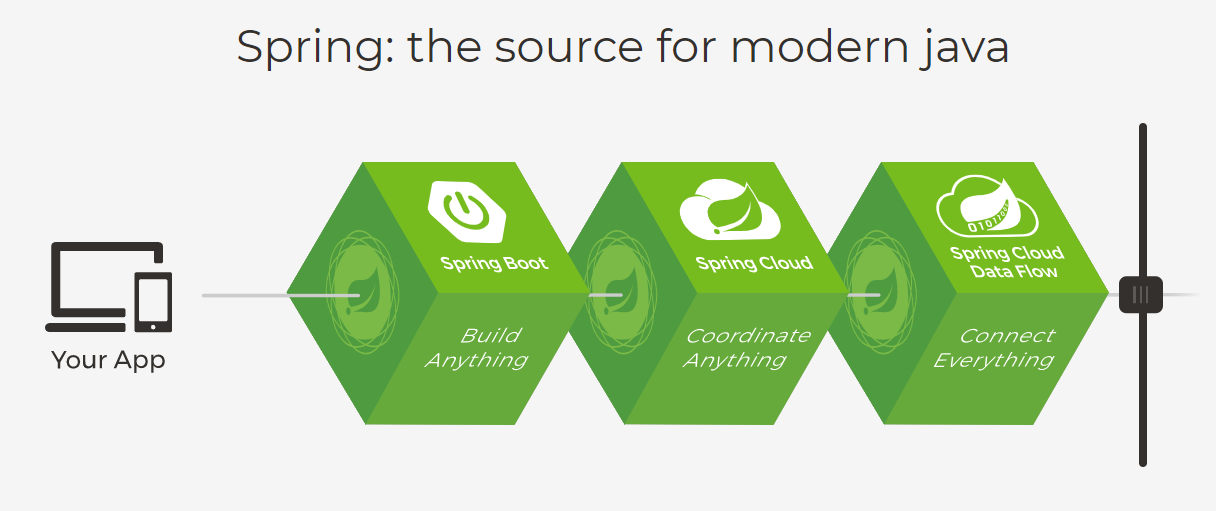 Spring: the source for modern java
Your App
Spring Boot
Build
Anything
Spring Cloud
Coordinate
Anything
01011001
Spring Cloud
Data Flow
Connect
Everything